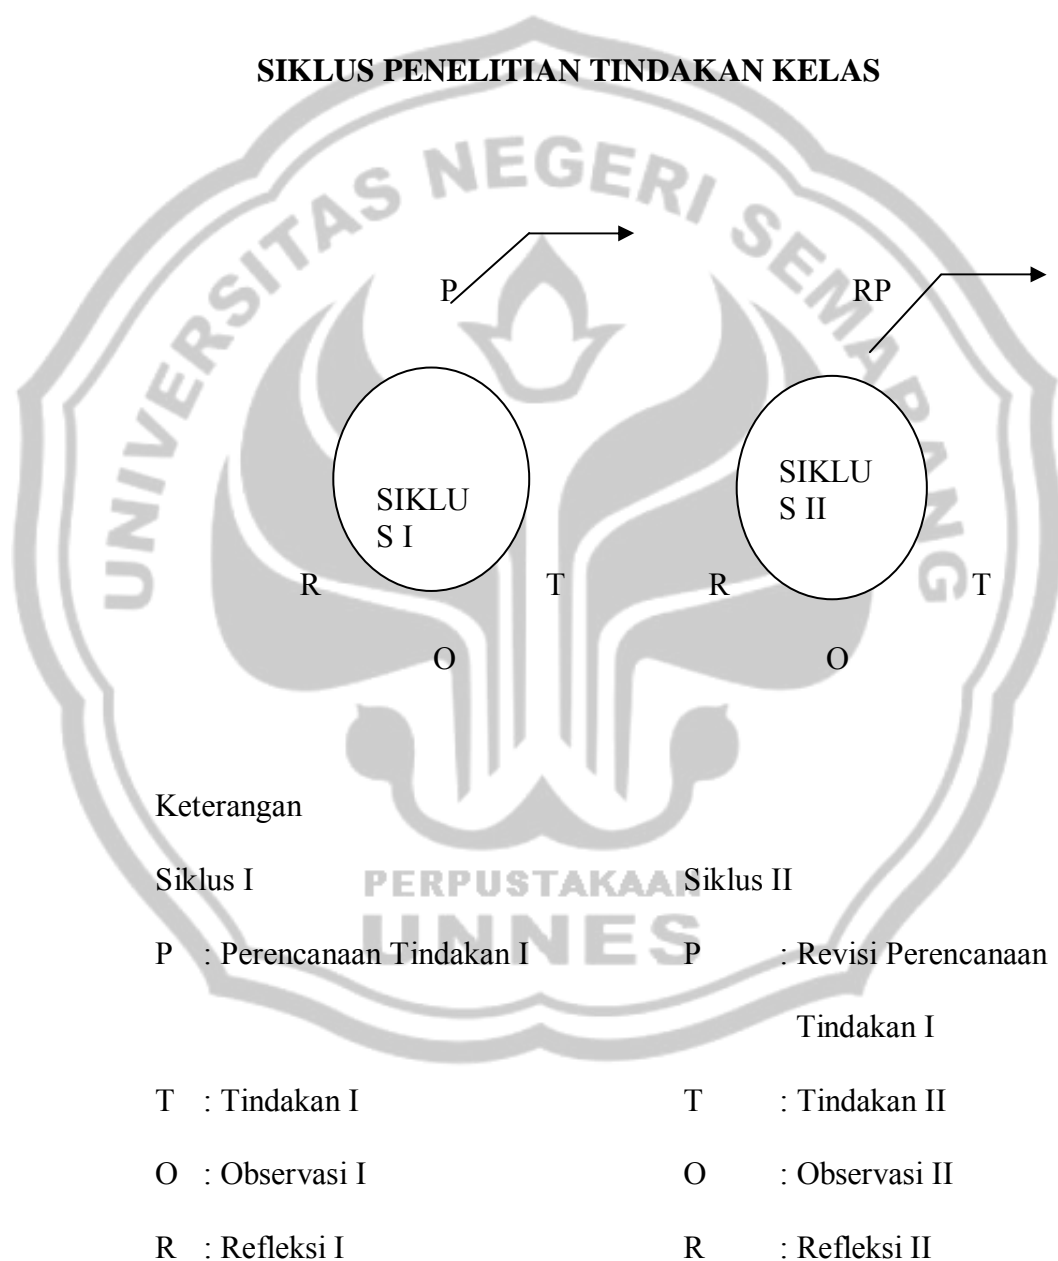 SIKLUS PENELITIAN TINDAKAN KELAS
UNIVERSITAS NEGERI SEMARANG
P
RP
SIKLU
S I
SIKLU
S II
R T R T
O O
Keterangan
Siklus I Siklus II
PERPUSTAKAAN
UNNES
P : Perencanaan Tindakan I P : Revisi Perencanaan
Tindakan I
T : Tindakan I T : Tindakan II
O : Observasi I O : Observasi II
R : Refleksi I R : Refleksi II